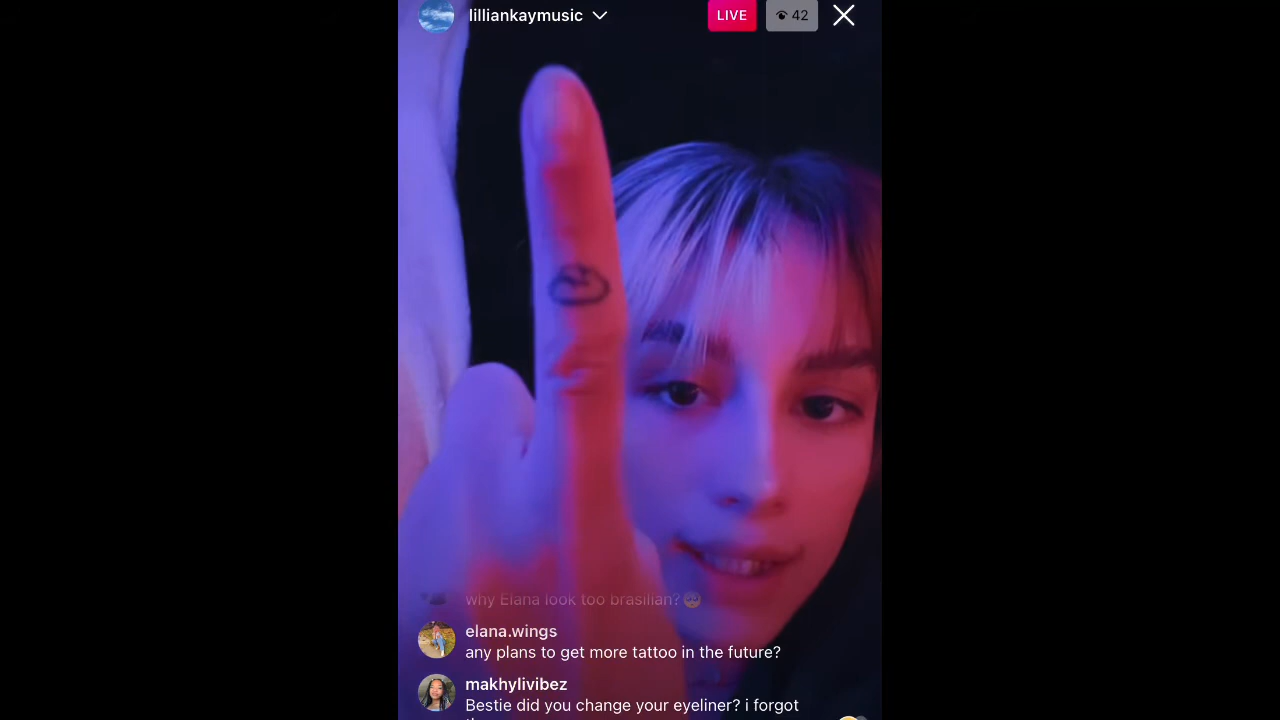 lilliankaymusic
LIVE
42
why Elana look too brasilian?🥺
elana.wings
any plans to get more tattoo in the future?
makhylivibez
Bestie did you change your eyeliner? i forgot